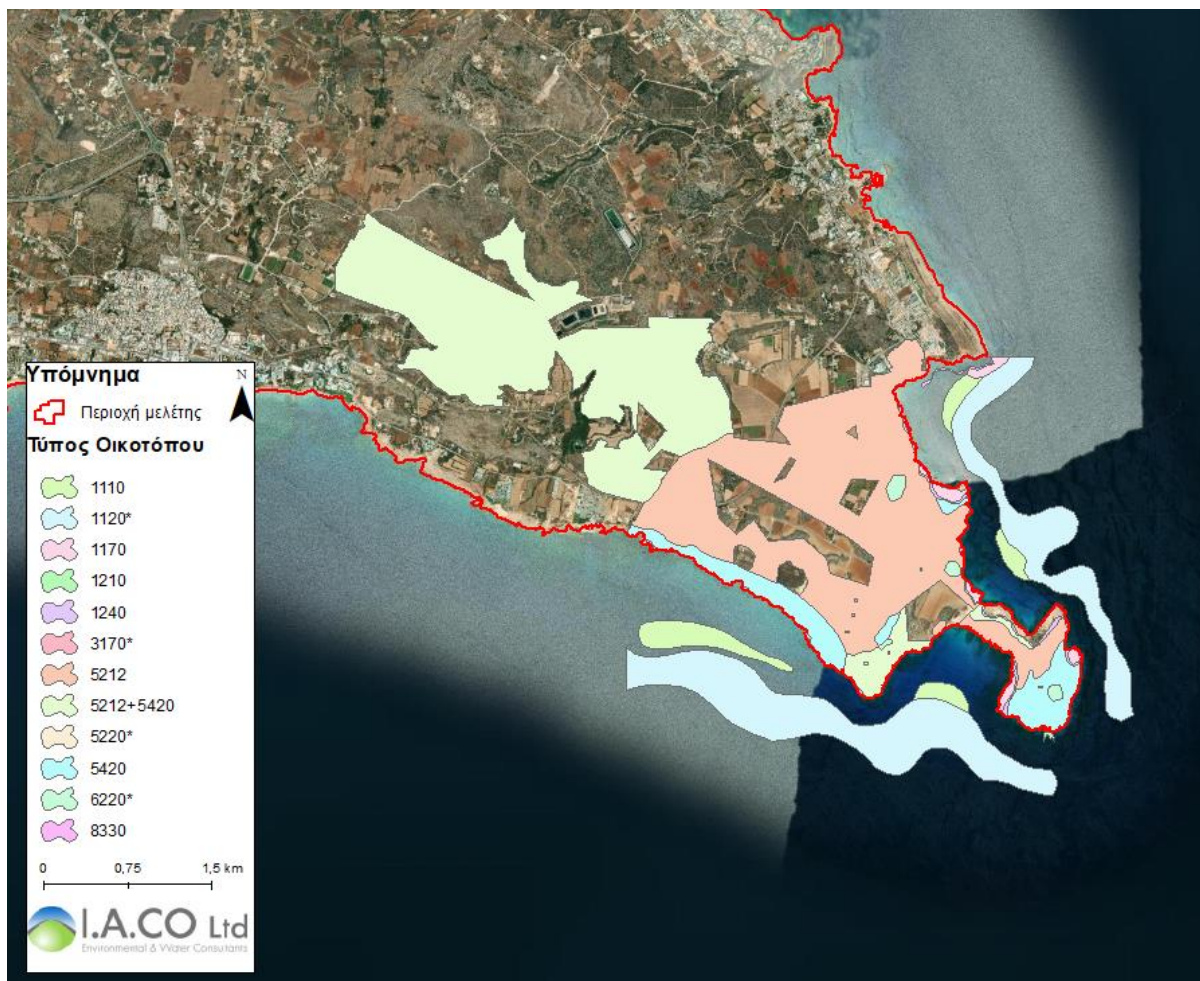 Υπόμνημα
N
Περιοχή μελέτης
Τύπος Οικοτόπου
1110
1120*
1170
1210
1240
3170*
5212
5212+5420
5220*
5420
6220*
8330
0 0,75 1,5 km
I.A.CO Ltd
Environmental & Water Consultants